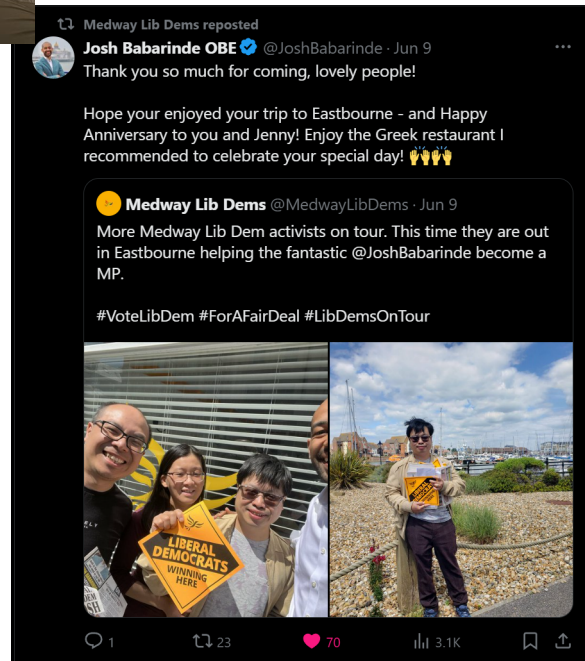 Medway Lib Dems reposted
Josh Babarinde OBE @JoshBabarinde · Jun 9
Thank you so much for coming, lovely people!
Hope your enjoyed your trip to Eastbourne - and Happy
Anniversary to you and Jenny! Enjoy the Greek restaurant I
recommended to celebrate your special day! 🙌🙌
Medway Lib Dems @MedwayLibDems · Jun 9
More Medway Lib Dem activists on tour. This time they are out
in Eastbourne helping the fantastic @JoshBabarinde become a
MP.
#VoteLibDem #ForAFairDeal #LibDemsOnTour
LIBERAL
DEMOCRATS
WINNING
HERE
LIBERAL
DEMOCRATS
1 23 70 3.1K